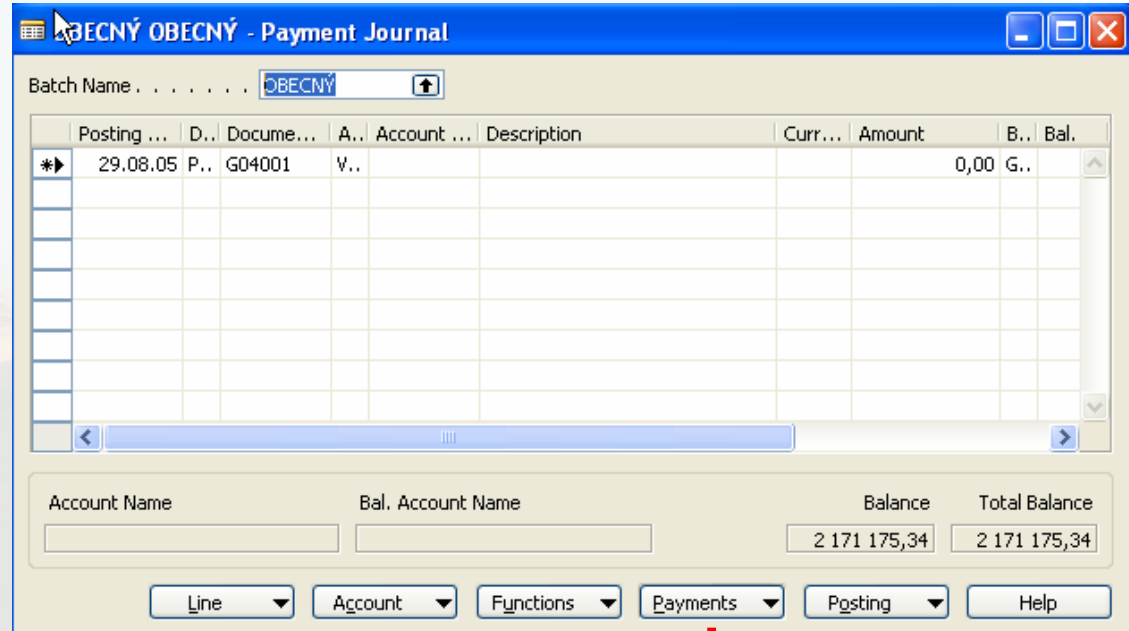 BECNÝ OBECNÝ - Payment Journal
Batch Name . . . . . . . OBECNÝ
Posting ... D.. Docume... A.. Account ... Description Curr... Amount B.. Bal.
29.08.05 P.. G04001 V.. 0,00 G..
Account Name Bal. Account Name Balance Total Balance
2 171 175,34 2 171 175,34
Line Account Functions Payments Posting Help